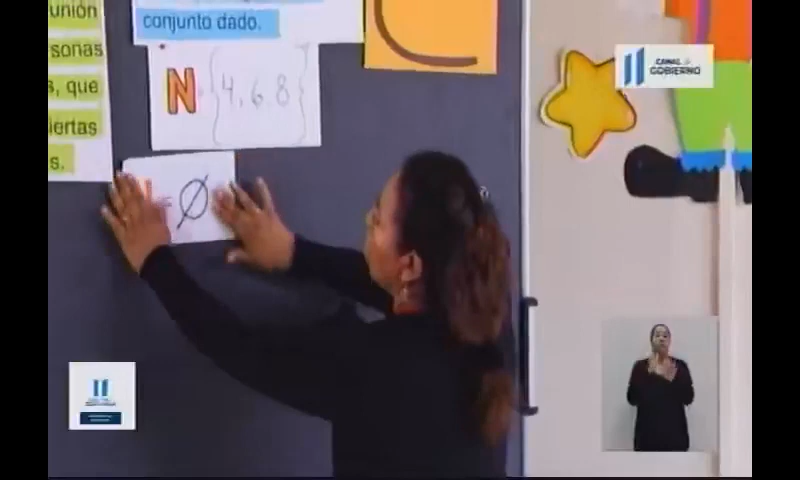 unión
sonas
s, que
iertas
s.
conjunto dado.
N = {4, 6, 8}
= Ø
CANAL DE
GOBIERNO